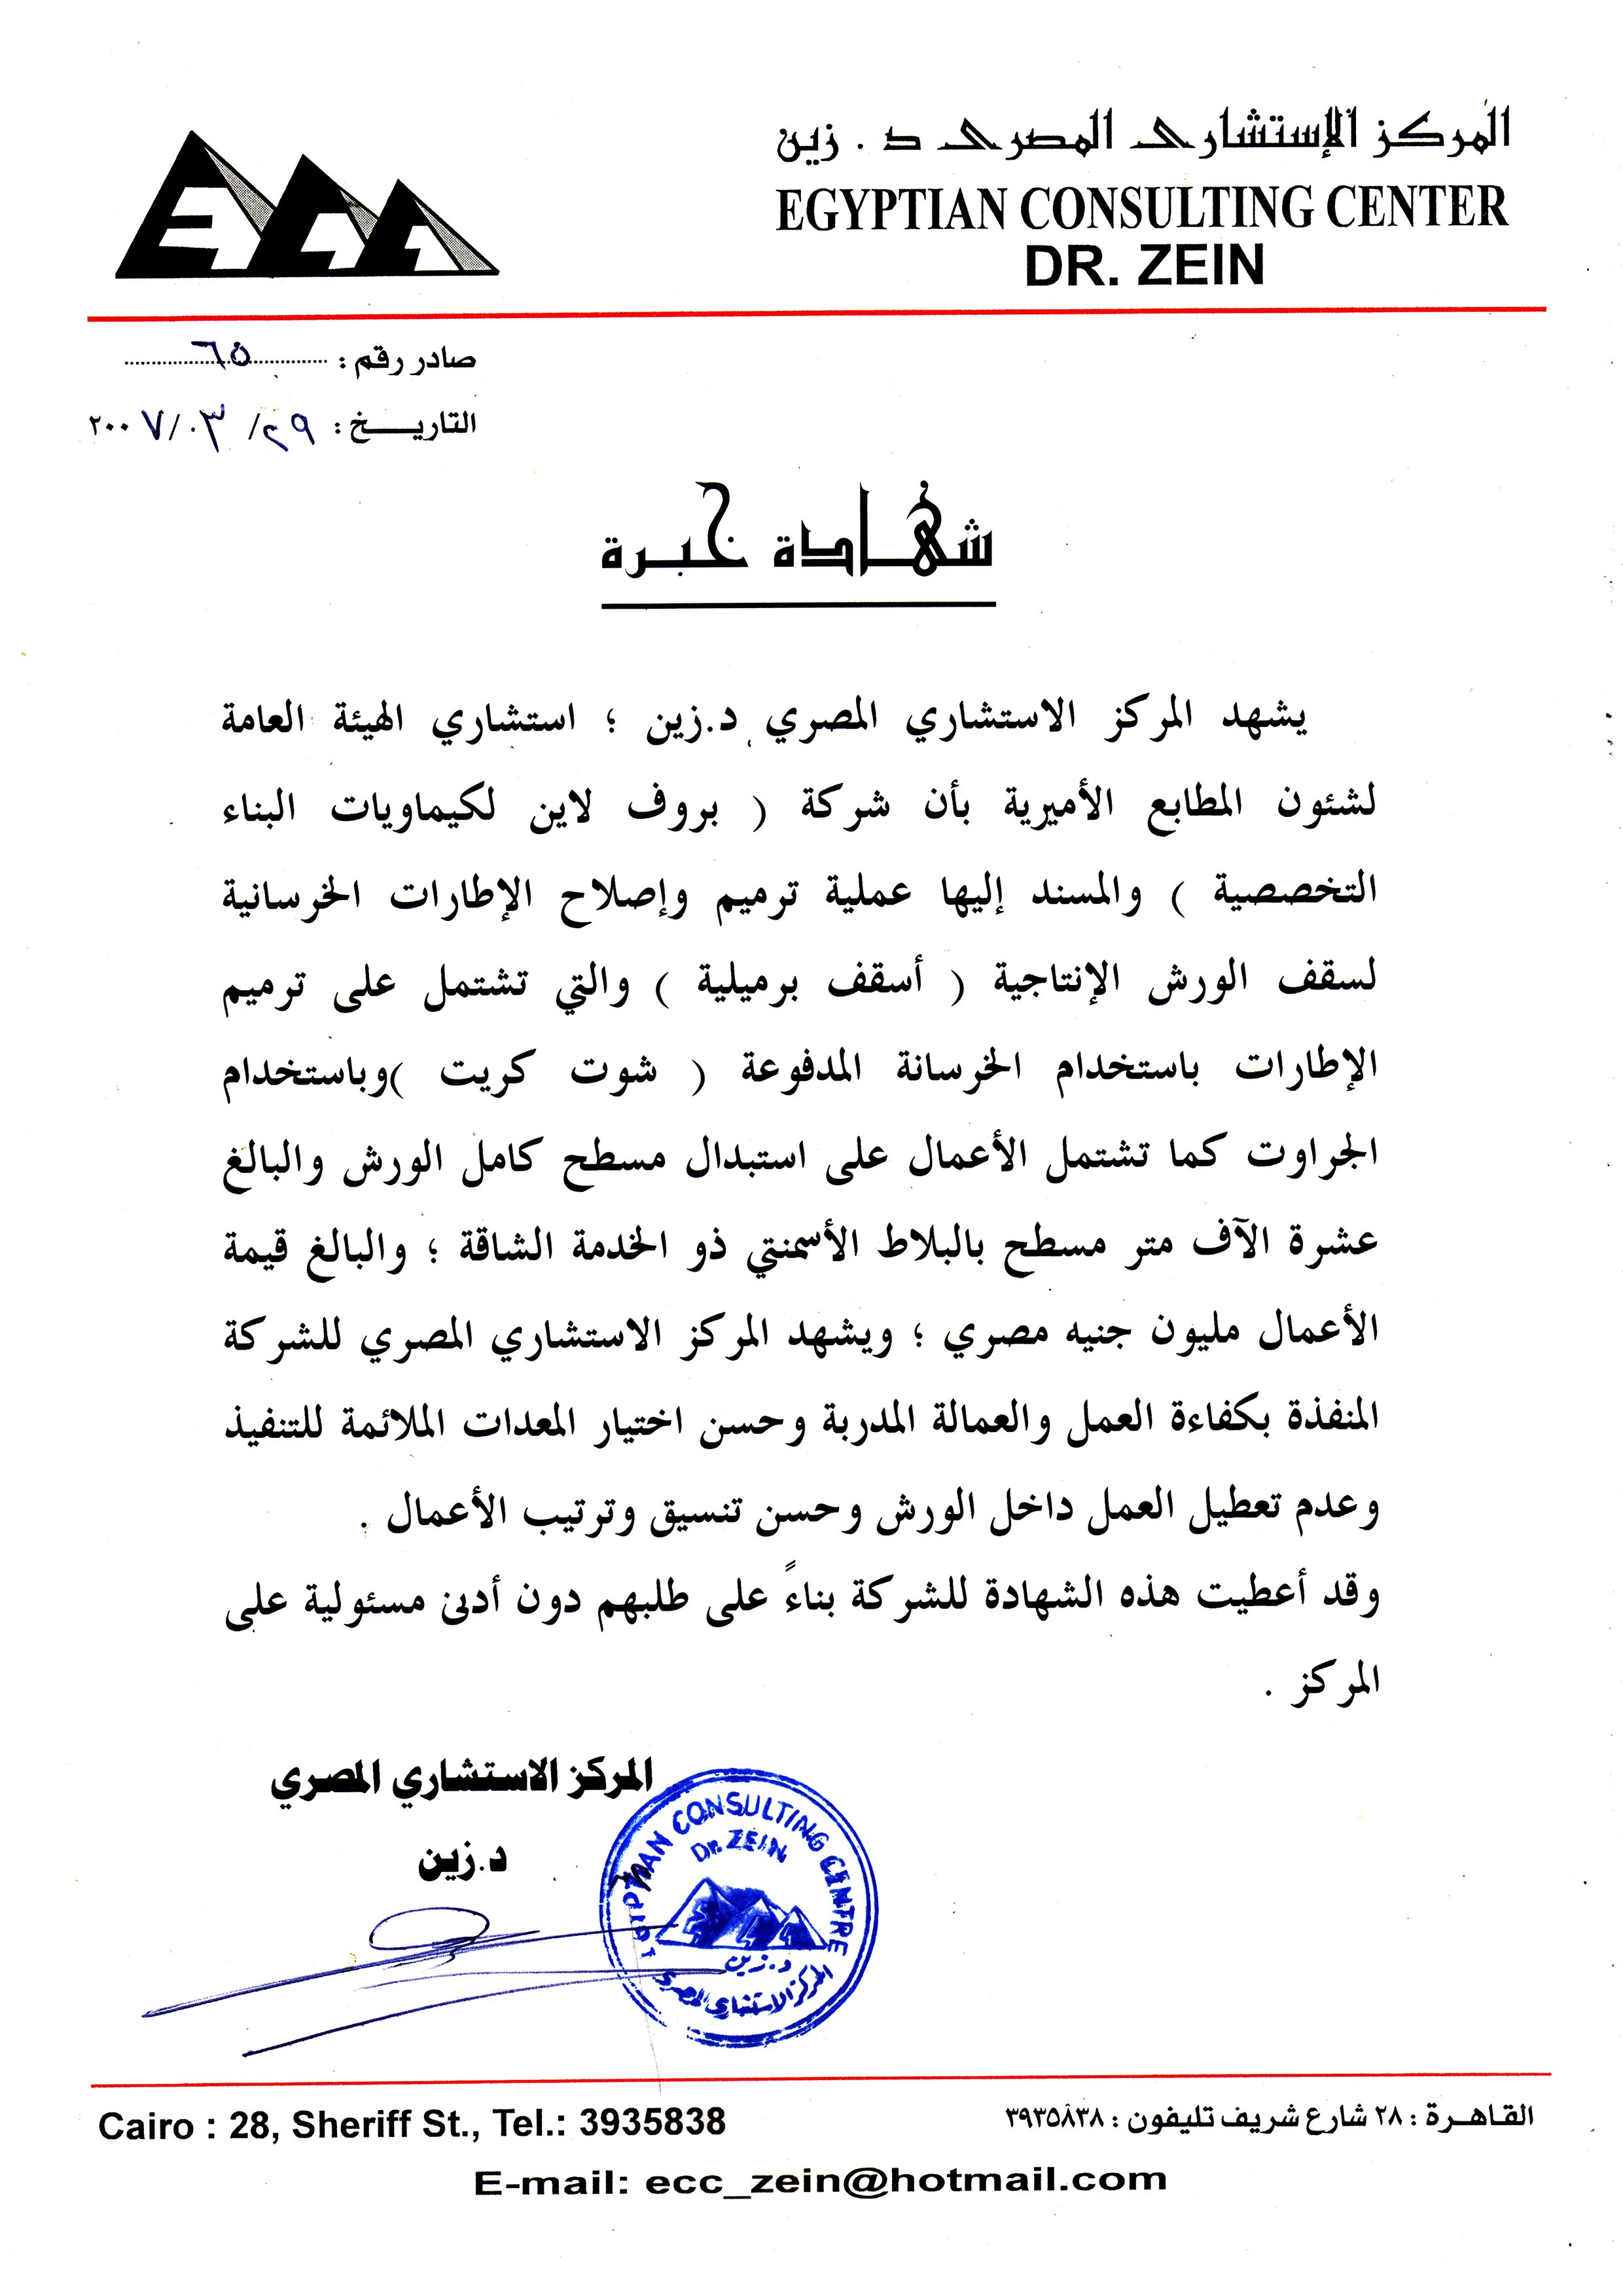 المركز الإستشارى المصرى د . زين
EGYPTIAN CONSULTING CENTER
DR. ZEIN
ECC
صادر رقم : ٦٥
التاريـــخ : ٢٩ / ٠٣ / ٢٠٠٧
شهادة خبرة
يشهد المركز الاستشاري المصري د.زين ؛ استشاري الهيئة العامة
لشئون المطابع الأميرية بأن شركة ( بروف لاين لكيماويات البناء
التخصصية ) والمسند إليها عملية ترميم وإصلاح الإطارات الخرسانية
لسقف الورش الإنتاجية ( أسقف برميلية ) والتي تشتمل على ترميم
الإطارات باستخدام الخرسانة المدفوعة ( شوت كريت )وباستخدام
الجراوت كما تشتمل الأعمال على استبدال مسطح كامل الورش والبالغ
عشرة الآف متر مسطح بالبلاط الأسمنتي ذو الخدمة الشاقة ؛ والبالغ قيمة
الأعمال مليون جنيه مصري ؛ ويشهد المركز الاستشاري المصري للشركة
المنفذة بكفاءة العمل والعمالة المدربة وحسن اختيار المعدات الملائمة للتنفيذ
وعدم تعطيل العمل داخل الورش وحسن تنسيق وترتيب الأعمال .
وقد أعطيت هذه الشهادة للشركة بناءً على طلبهم دون أدنى مسئولية على
المركز .
المركز الاستشاري المصري
د.زين
EGYPTIAN CONSULTING CENTRE
Dr. ZEIN
د.زين
المركز الاستشاري المصري
القاهـرة : ٢٨ شارع شريف تليفون : ٣٩٣٥٨٣٨
Cairo : 28, Sheriff St., Tel.: 3935838
E-mail: ecc_zein@hotmail.com